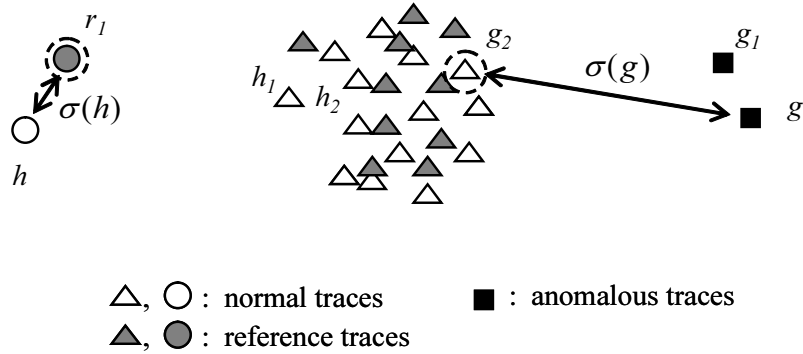 r1
g2
g1
h1
h2
σ(g)
σ(h)
g
h
, : normal traces
: anomalous traces
, : reference traces